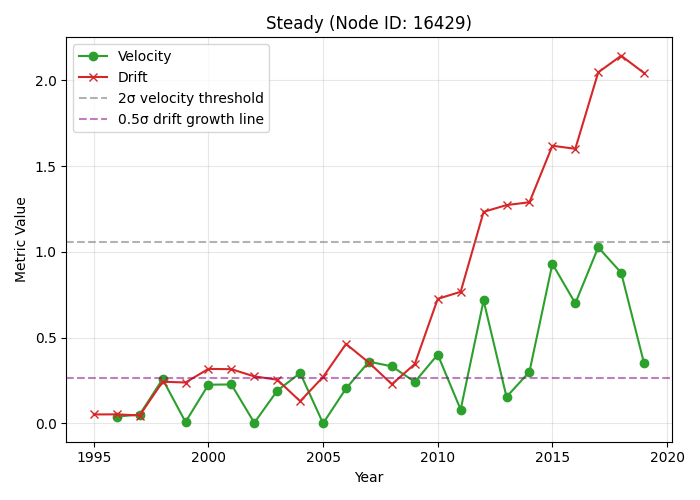 Steady (Node ID: 16429)
Velocity
Drift
2σ velocity threshold
0.5σ drift growth line
Metric Value
2.0
1.5
1.0
0.5
0.0
1995 2000 2005 2010 2015 2020
Year